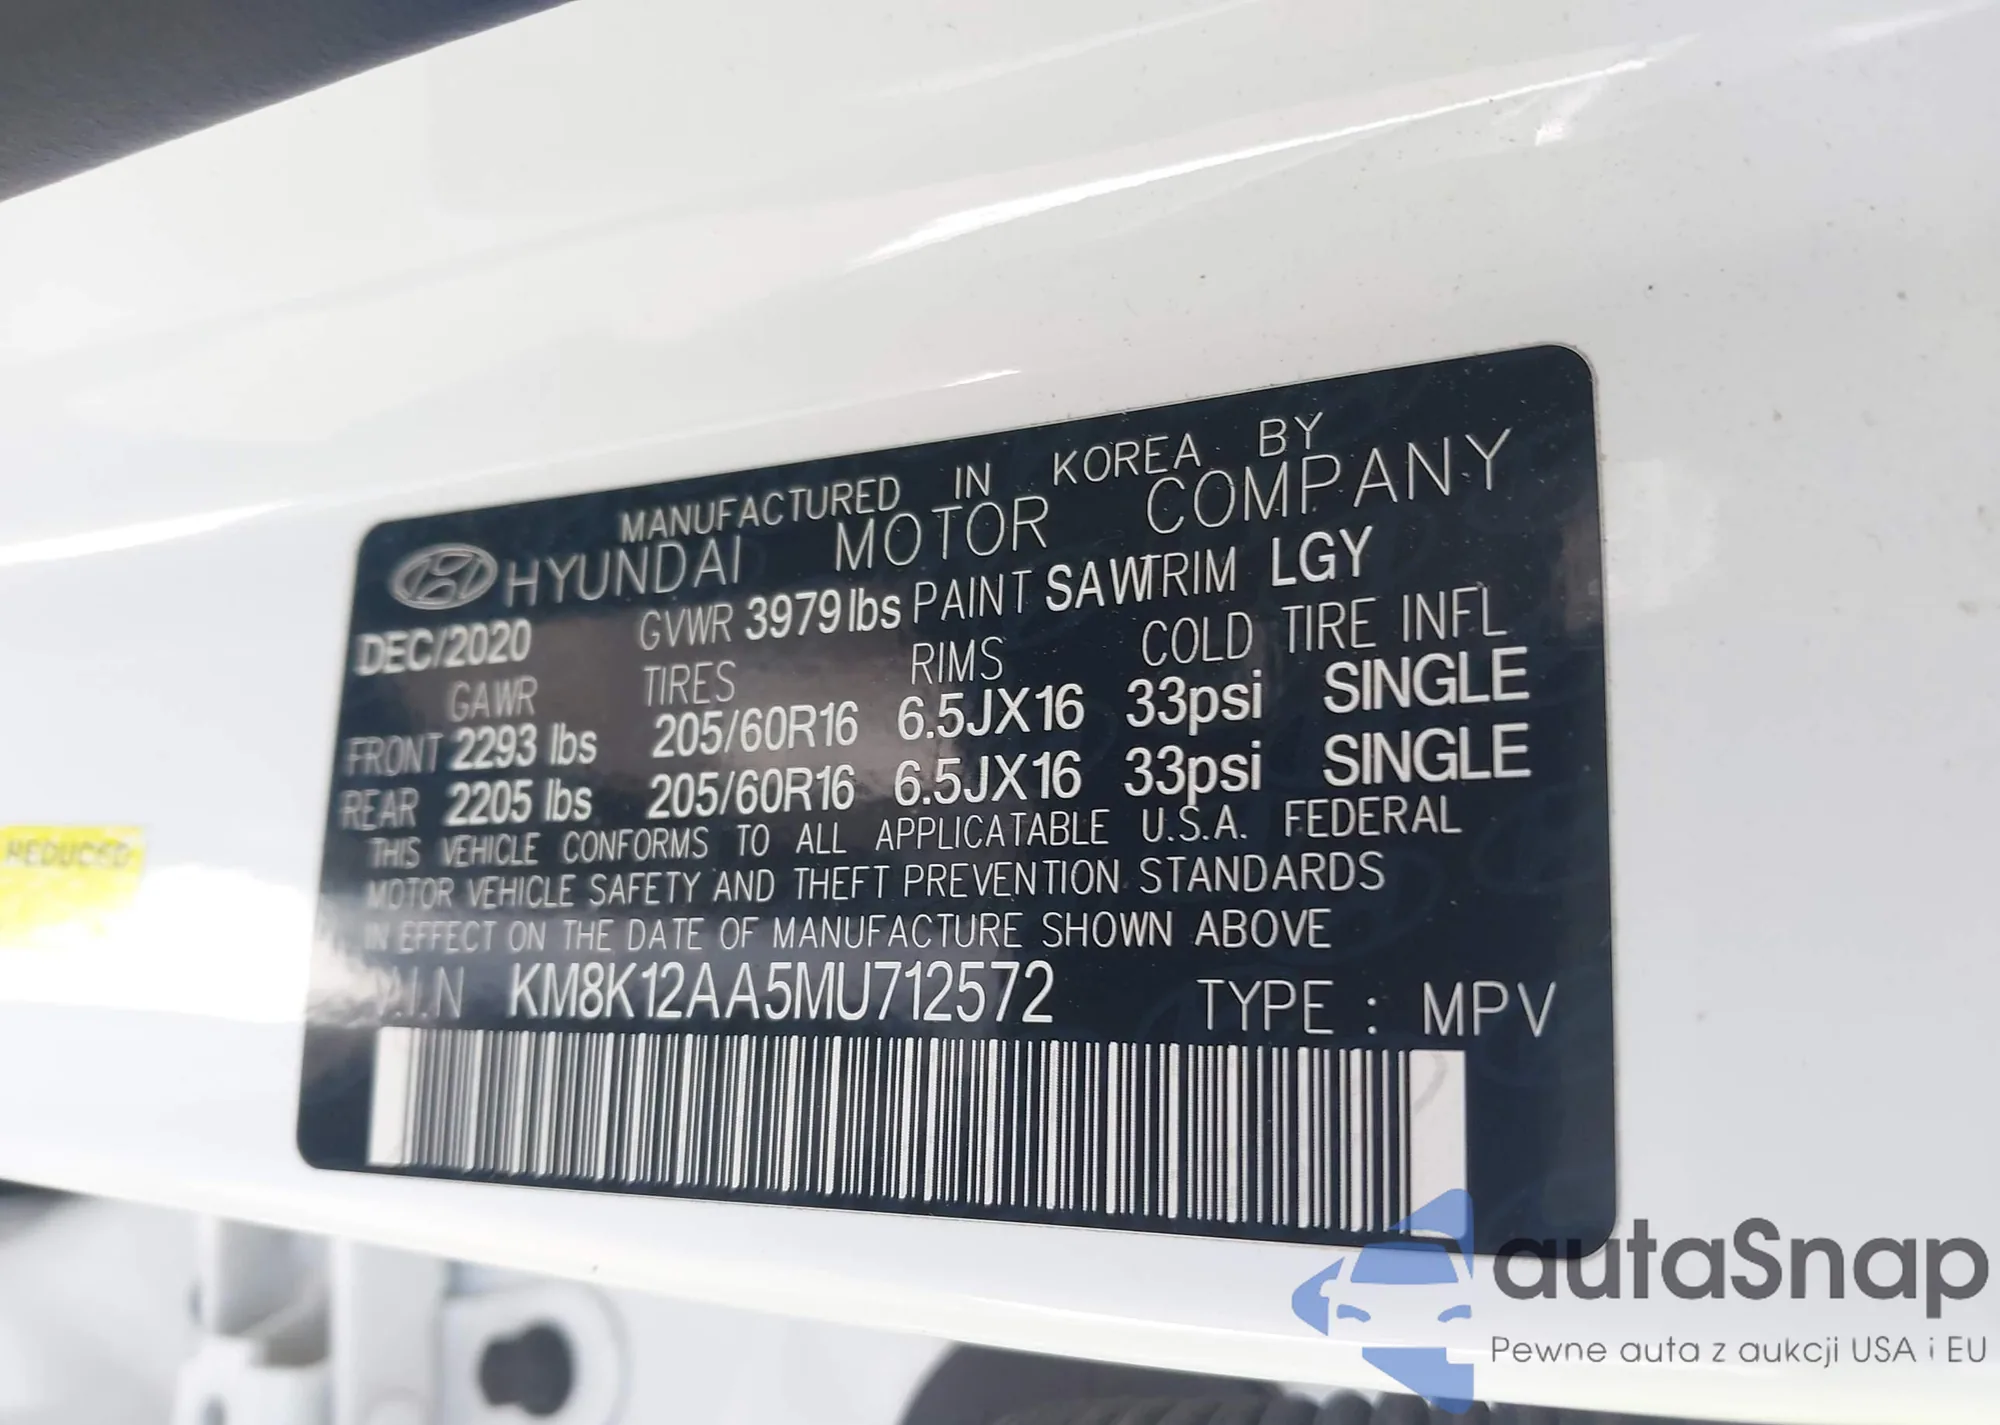 MANUFACTURED IN KOREA BY
HYUNDAI MOTOR COMPANY
DEC/2020 GVWR 3979lbs PAINT SAW TRIM LGY
GAWR TIRES RIMS COLD TIRE INFL
FRONT 2293 lbs 205/60R16 6.5JX16 33psi SINGLE
REAR 2205 lbs 205/60R16 6.5JX16 33psi SINGLE
THIS VEHICLE CONFORMS TO ALL APPLICATABLE U.S.A. FEDERAL
MOTOR VEHICLE SAFETY AND THEFT PREVENTION STANDARDS
IN EFFECT ON THE DATE OF MANUFACTURE SHOWN ABOVE
V.I.N KM8K12AA5MU712572 TYPE : MPV
REDUCED
autaSnap
Pewne auta z aukcji USA i EU